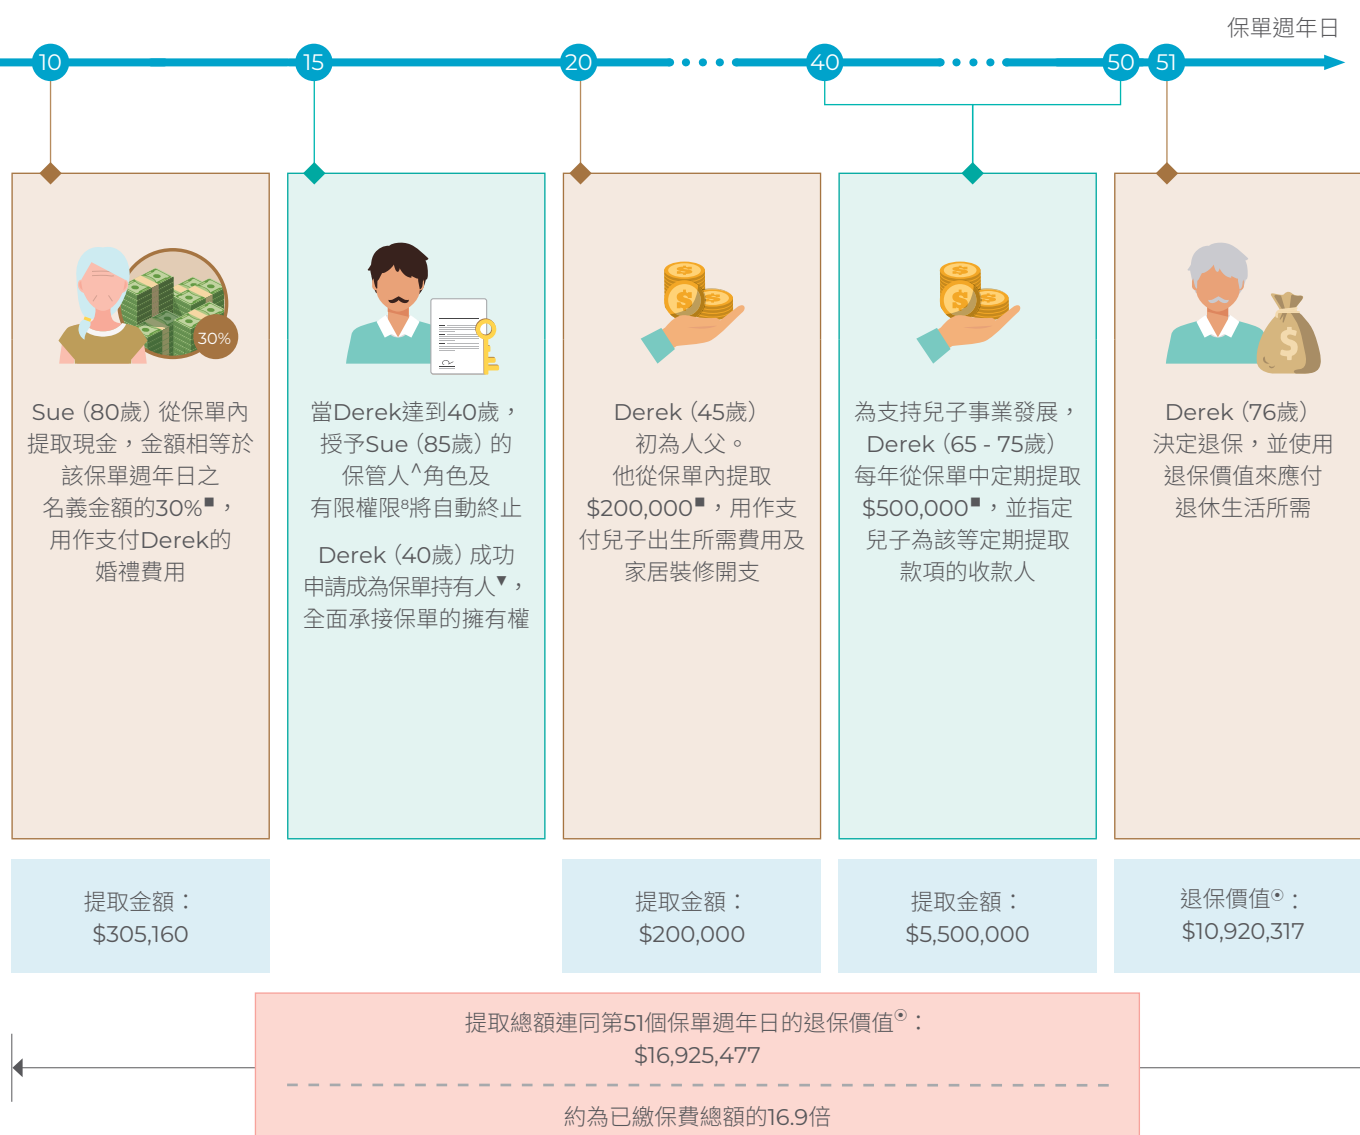 保單週年日
10
15
20
40
50
51
30%
Sue（80歲）從保單內
提取現金，金額相等於
該保單週年日之
名義金額的30%■，
用作支付Derek的
婚禮費用
當Derek達到40歲，
授予Sue（85歲）的
保管人^角色及
有限權限⁸將自動終止
Derek（40歲）成功
申請成為保單持有人▼，
全面承接保單的擁有權
Derek（45歲）
初為人父。
他從保單內提取
$200,000■，用作支
付兒子出生所需費用及
家居裝修開支
為支持兒子事業發展，
Derek（65 - 75歲）
每年從保單中定期提取
$500,000■，並指定
兒子為該等定期提取
款項的收款人
Derek（76歲）
決定退保，並使用
退保價值來應付
退休生活所需
提取金額：
$305,160
提取金額：
$200,000
提取金額：
$5,500,000
退保價值⦿：
$10,920,317
提取總額連同第51個保單週年日的退保價值⦿：
$16,925,477
約為已繳保費總額的16.9倍